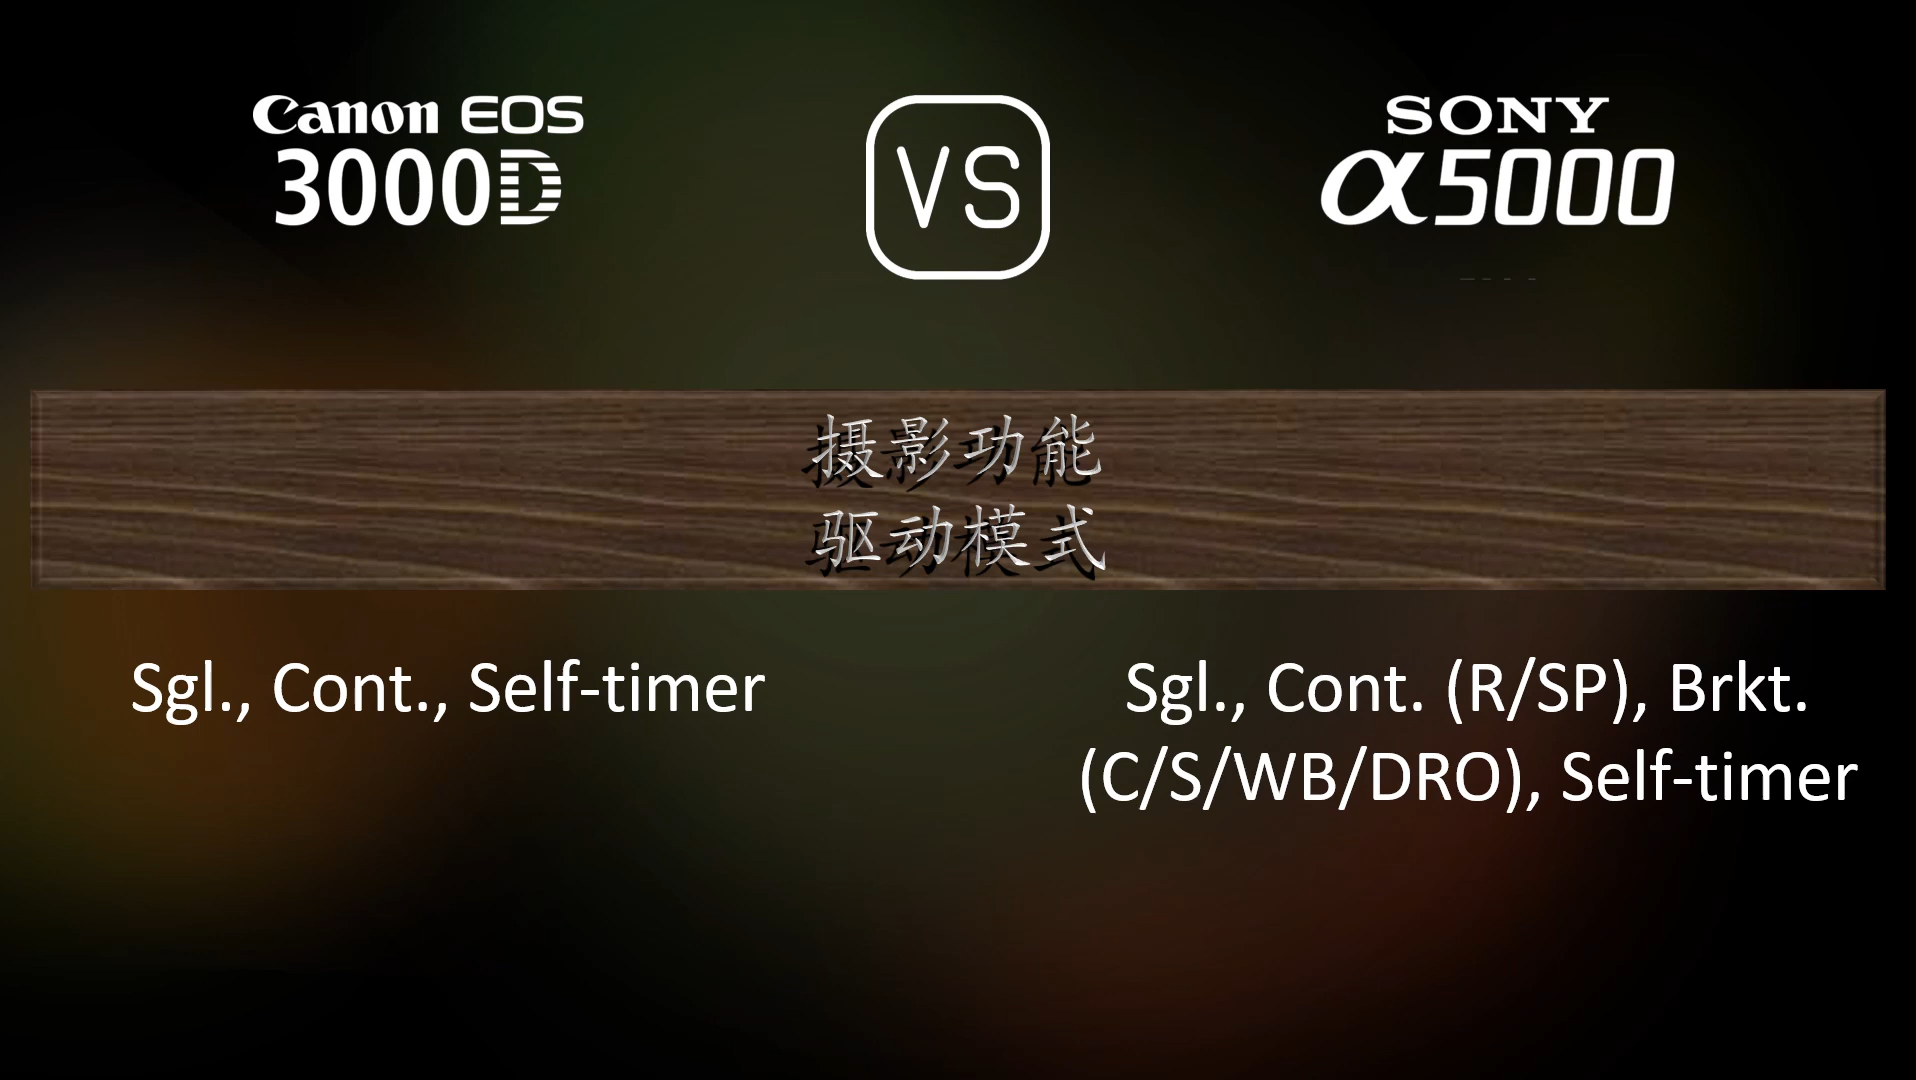 Canon EOS
3000D
VS
SONY
α5000
摄影功能
驱动模式
Sgl., Cont., Self-timer
Sgl., Cont. (R/SP), Brkt.
(C/S/WB/DRO), Self-timer